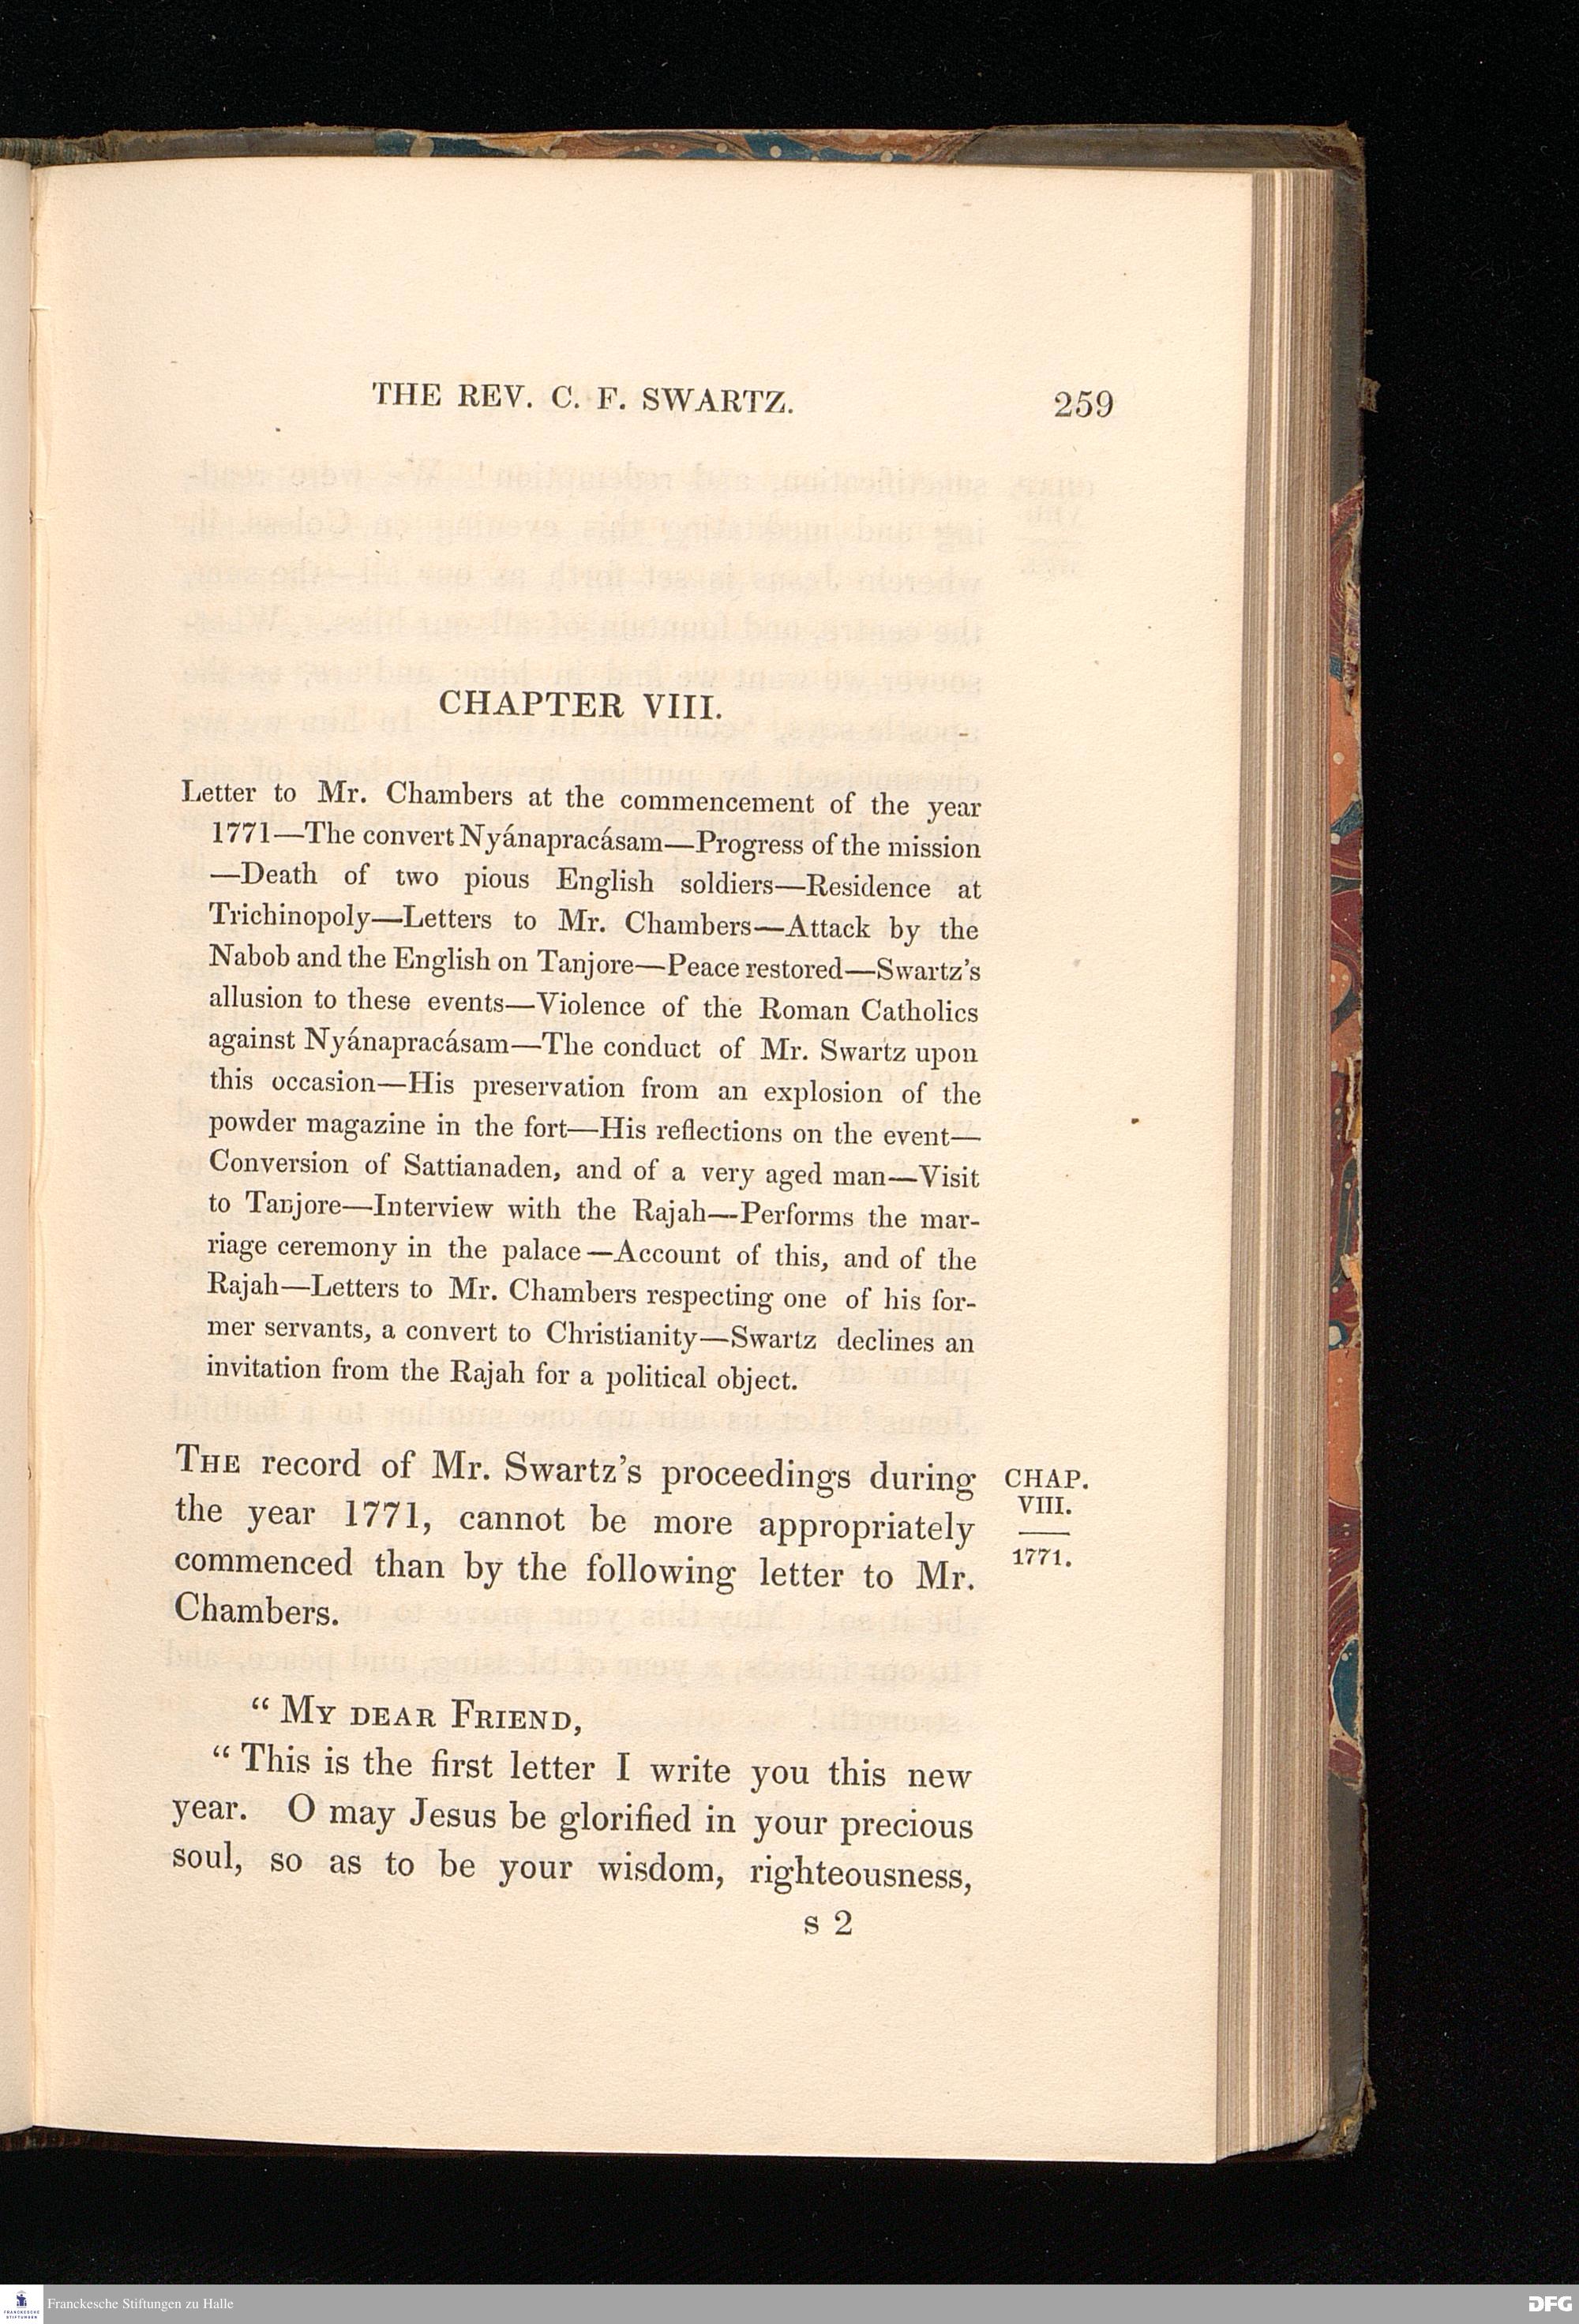 THE REV. C. F. SWARTZ. 259
CHAPTER VIII.
Letter to Mr. Chambers at the commencement of the year
1771—The convert Nyánapracásam—Progress of the mission
—Death of two pious English soldiers—Residence at
Trichinopoly—Letters to Mr. Chambers—Attack by the
Nabob and the English on Tanjore—Peace restored—Swartz's
allusion to these events—Violence of the Roman Catholics
against Nyánapracásam—The conduct of Mr. Swartz upon
this occasion—His preservation from an explosion of the
powder magazine in the fort—His reflections on the event—
Conversion of Sattianaden, and of a very aged man—Visit
to Tanjore—Interview with the Rajah—Performs the mar-
riage ceremony in the palace—Account of this, and of the
Rajah—Letters to Mr. Chambers respecting one of his for-
mer servants, a convert to Christianity—Swartz declines an
invitation from the Rajah for a political object.
THE record of Mr. Swartz's proceedings during
the year 1771, cannot be more appropriately
commenced than by the following letter to Mr.
Chambers.
CHAP.
VIII.
1771.
"MY DEAR FRIEND,
"This is the first letter I write you this new
year. O may Jesus be glorified in your precious
soul, so as to be your wisdom, righteousness,
S 2
FRANCKESCHE
STIFTUNGEN
Franckesche Stiftungen zu Halle
DFG